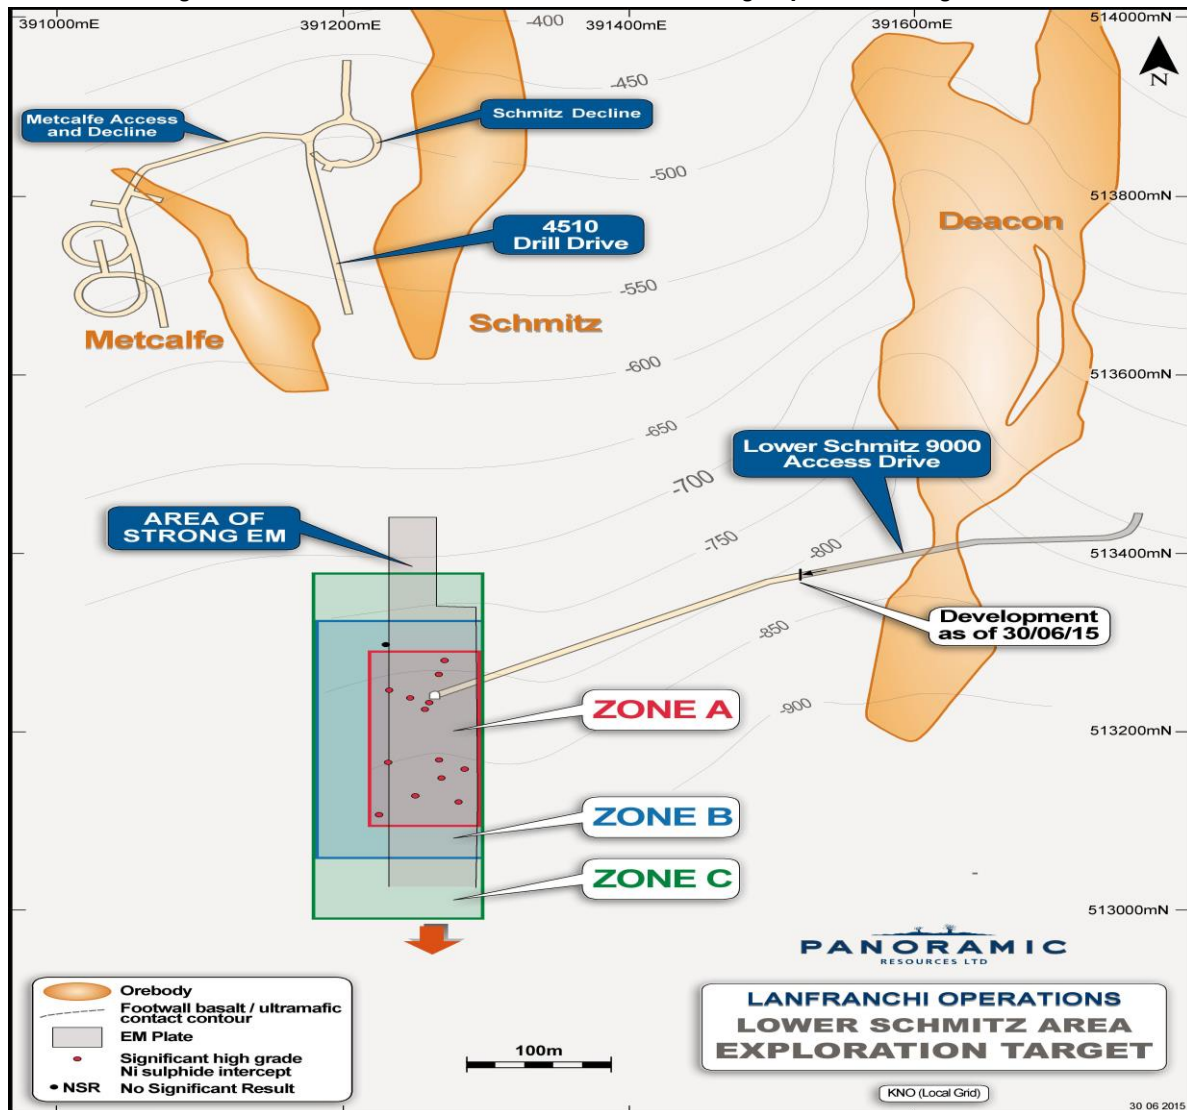 391000mE
391200mE
391400mE
391600mE
514000mN
-400
-450
N
Metcalfe Access
and Decline
Schmitz Decline
-500
513800mN
4510
Drill Drive
Deacon
-550
Metcalfe
Schmitz
-600
513600mN
-650
Lower Schmitz 9000
Access Drive
-700
AREA OF
STRONG EM
-750
-800
513400mN
Development
as of 30/06/15
-850
ZONE A
-900
513200mN
ZONE B
ZONE C
513000mN
PANORAMIC
RESOURCES LTD
Orebody
Footwall basalt / ultramafic
contact contour
EM Plate
Significant high grade
Ni sulphide intercept
NSR No Significant Result
100m
LANFRANCHI OPERATIONS
LOWER SCHMITZ AREA
EXPLORATION TARGET
KNO (Local Grid)
30 06 2015